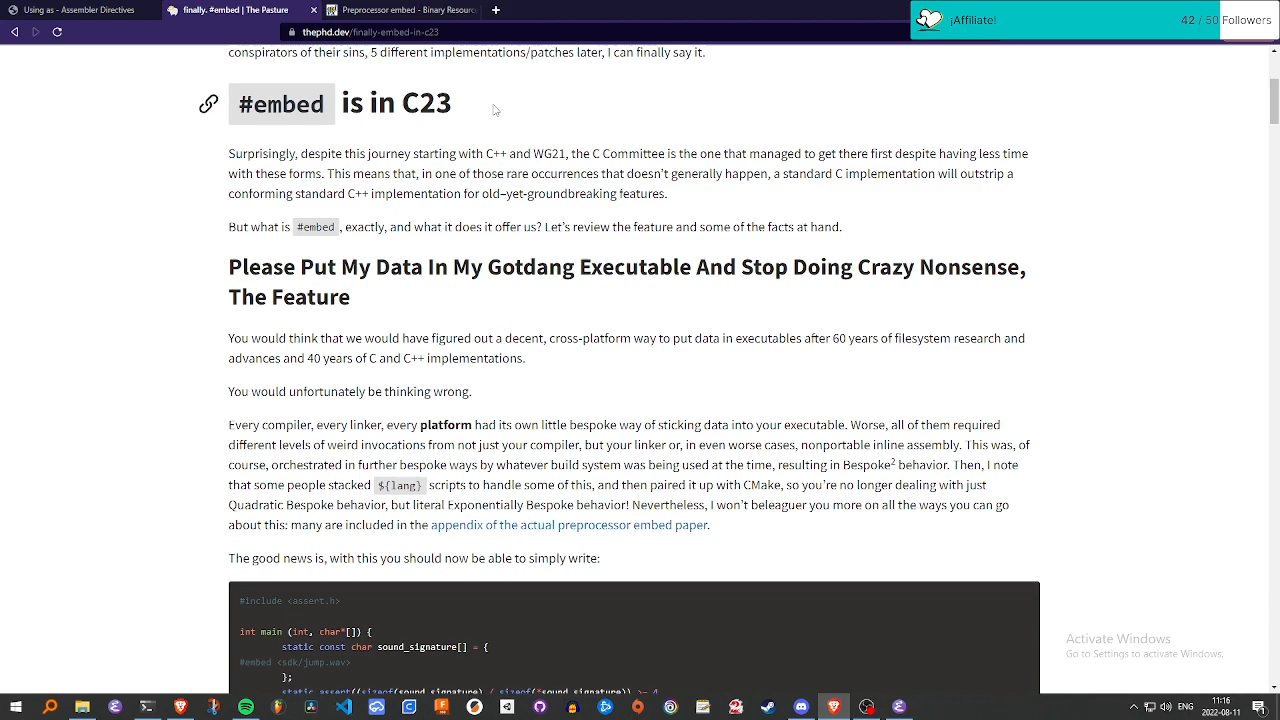 Using as - Assembler Directives
finally. #embed | The Pasture
Preprocessor embed - Binary Resourc
¡Affiliate!
42 / 50 Followers
thephd.dev/finally-embed-in-c23
conspirators of their sins, 5 different implementations/patches later, I can finally say it.
#embed is in C23
Surprisingly, despite this journey starting with C++ and WG21, the C Committee is the one that managed to get there first despite having less time
with these forms. This means that, in one of those rare occurrences that doesn't generally happen, a standard C implementation will outstrip a
conforming standard C++ implementation for old–yet-groundbreaking features.
But what is #embed, exactly, and what it does it offer us? Let's review the feature and some of the facts at hand.
Please Put My Data In My Gotdang Executable And Stop Doing Crazy Nonsense,
The Feature
You would think that we would have figured out a decent, cross-platform way to put data in executables after 60 years of filesystem research and
advances and 40 years of C and C++ implementations.
You would unfortunately be thinking wrong.
Every compiler, every linker, every platform had its own little bespoke way of sticking data into your executable. Worse, all of them required
different levels of weird invocations from not just your compiler, but your linker or, in even worse cases, nonportable inline assembly. This was, of
course, orchestrated in further bespoke ways by whatever build system was being used at the time, resulting in Bespoke² behavior. Then, I note
that some people stacked ${lang} scripts to handle some of this, and then paired it up with CMake, so you're no longer dealing with just
Quadratic Bespoke behavior, but literal Exponentially Bespoke Behavior! Nevertheless, I won't beleaguer you more on all the ways you can go
about this: many are included in the appendix of the actual preprocessor embed paper.
The good news is, with this you should now be able to simply write:
#include <assert.h>
int main (int, char*[]) {
static const char sound_signature[] = {
#embed <sdk/jump.wav>
};
static_assert((sizeof(sound_signature) / sizeof(*sound_signature)) >= 4,
Activate Windows
Go to Settings to activate Windows.
11:16
2022-08-11